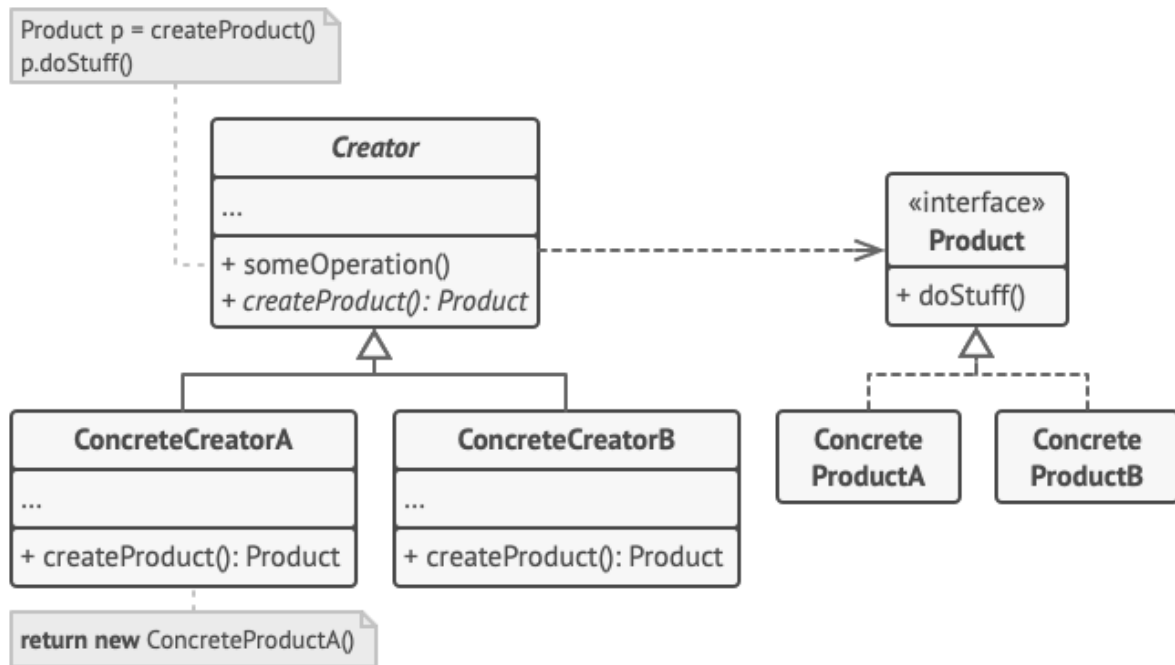 Product p = createProduct()
p.doStuff()
Creator
...
+ someOperation()
+ createProduct(): Product
«interface»
Product
+ doStuff()
ConcreteCreatorA
...
+ createProduct(): Product
ConcreteCreatorB
...
+ createProduct(): Product
Concrete
ProductA
Concrete
ProductB
return new ConcreteProductA()